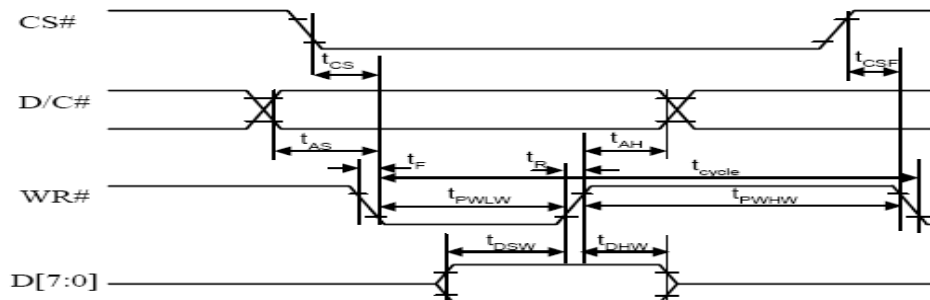 CS#
tCS
tCSF
D/C#
tAS
tAH
tF
tR
tcycle
WR#
tPWLW
tPWHW
tDSW
tDHW
D[7:0]